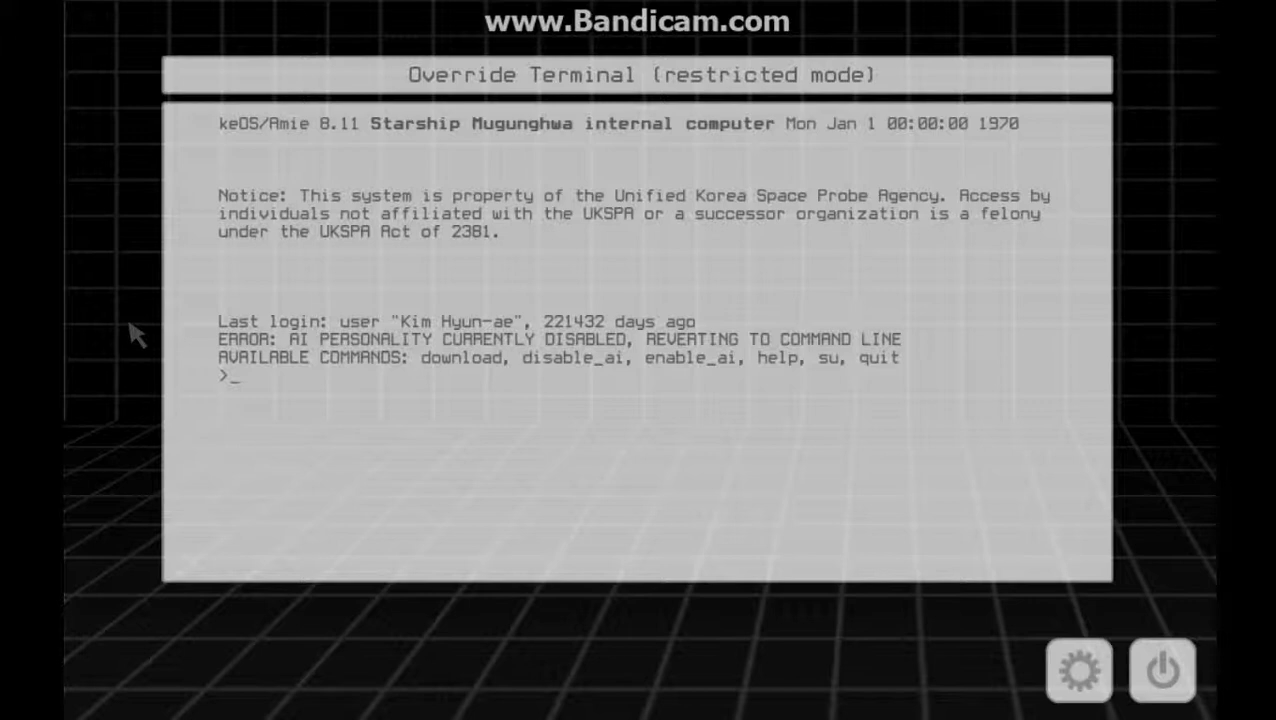 www.Bandicam.com
Override Terminal (restricted mode)
keOS/Amie 8.11 Starship Mugunghwa internal computer Mon Jan 1 00:00:00 1970
Notice: This system is property of the Unified Korea Space Probe Agency. Access by
individuals not affiliated with the UKSPA or a successor organization is a felony
under the UKSPA Act of 2381.
Last login: user "Kim Hyun-ae", 221432 days ago
ERROR: AI PERSONALITY CURRENTLY DISABLED, REVERTING TO COMMAND LINE
AVAILABLE COMMANDS: download, disable_ai, enable_ai, help, su, quit
>_